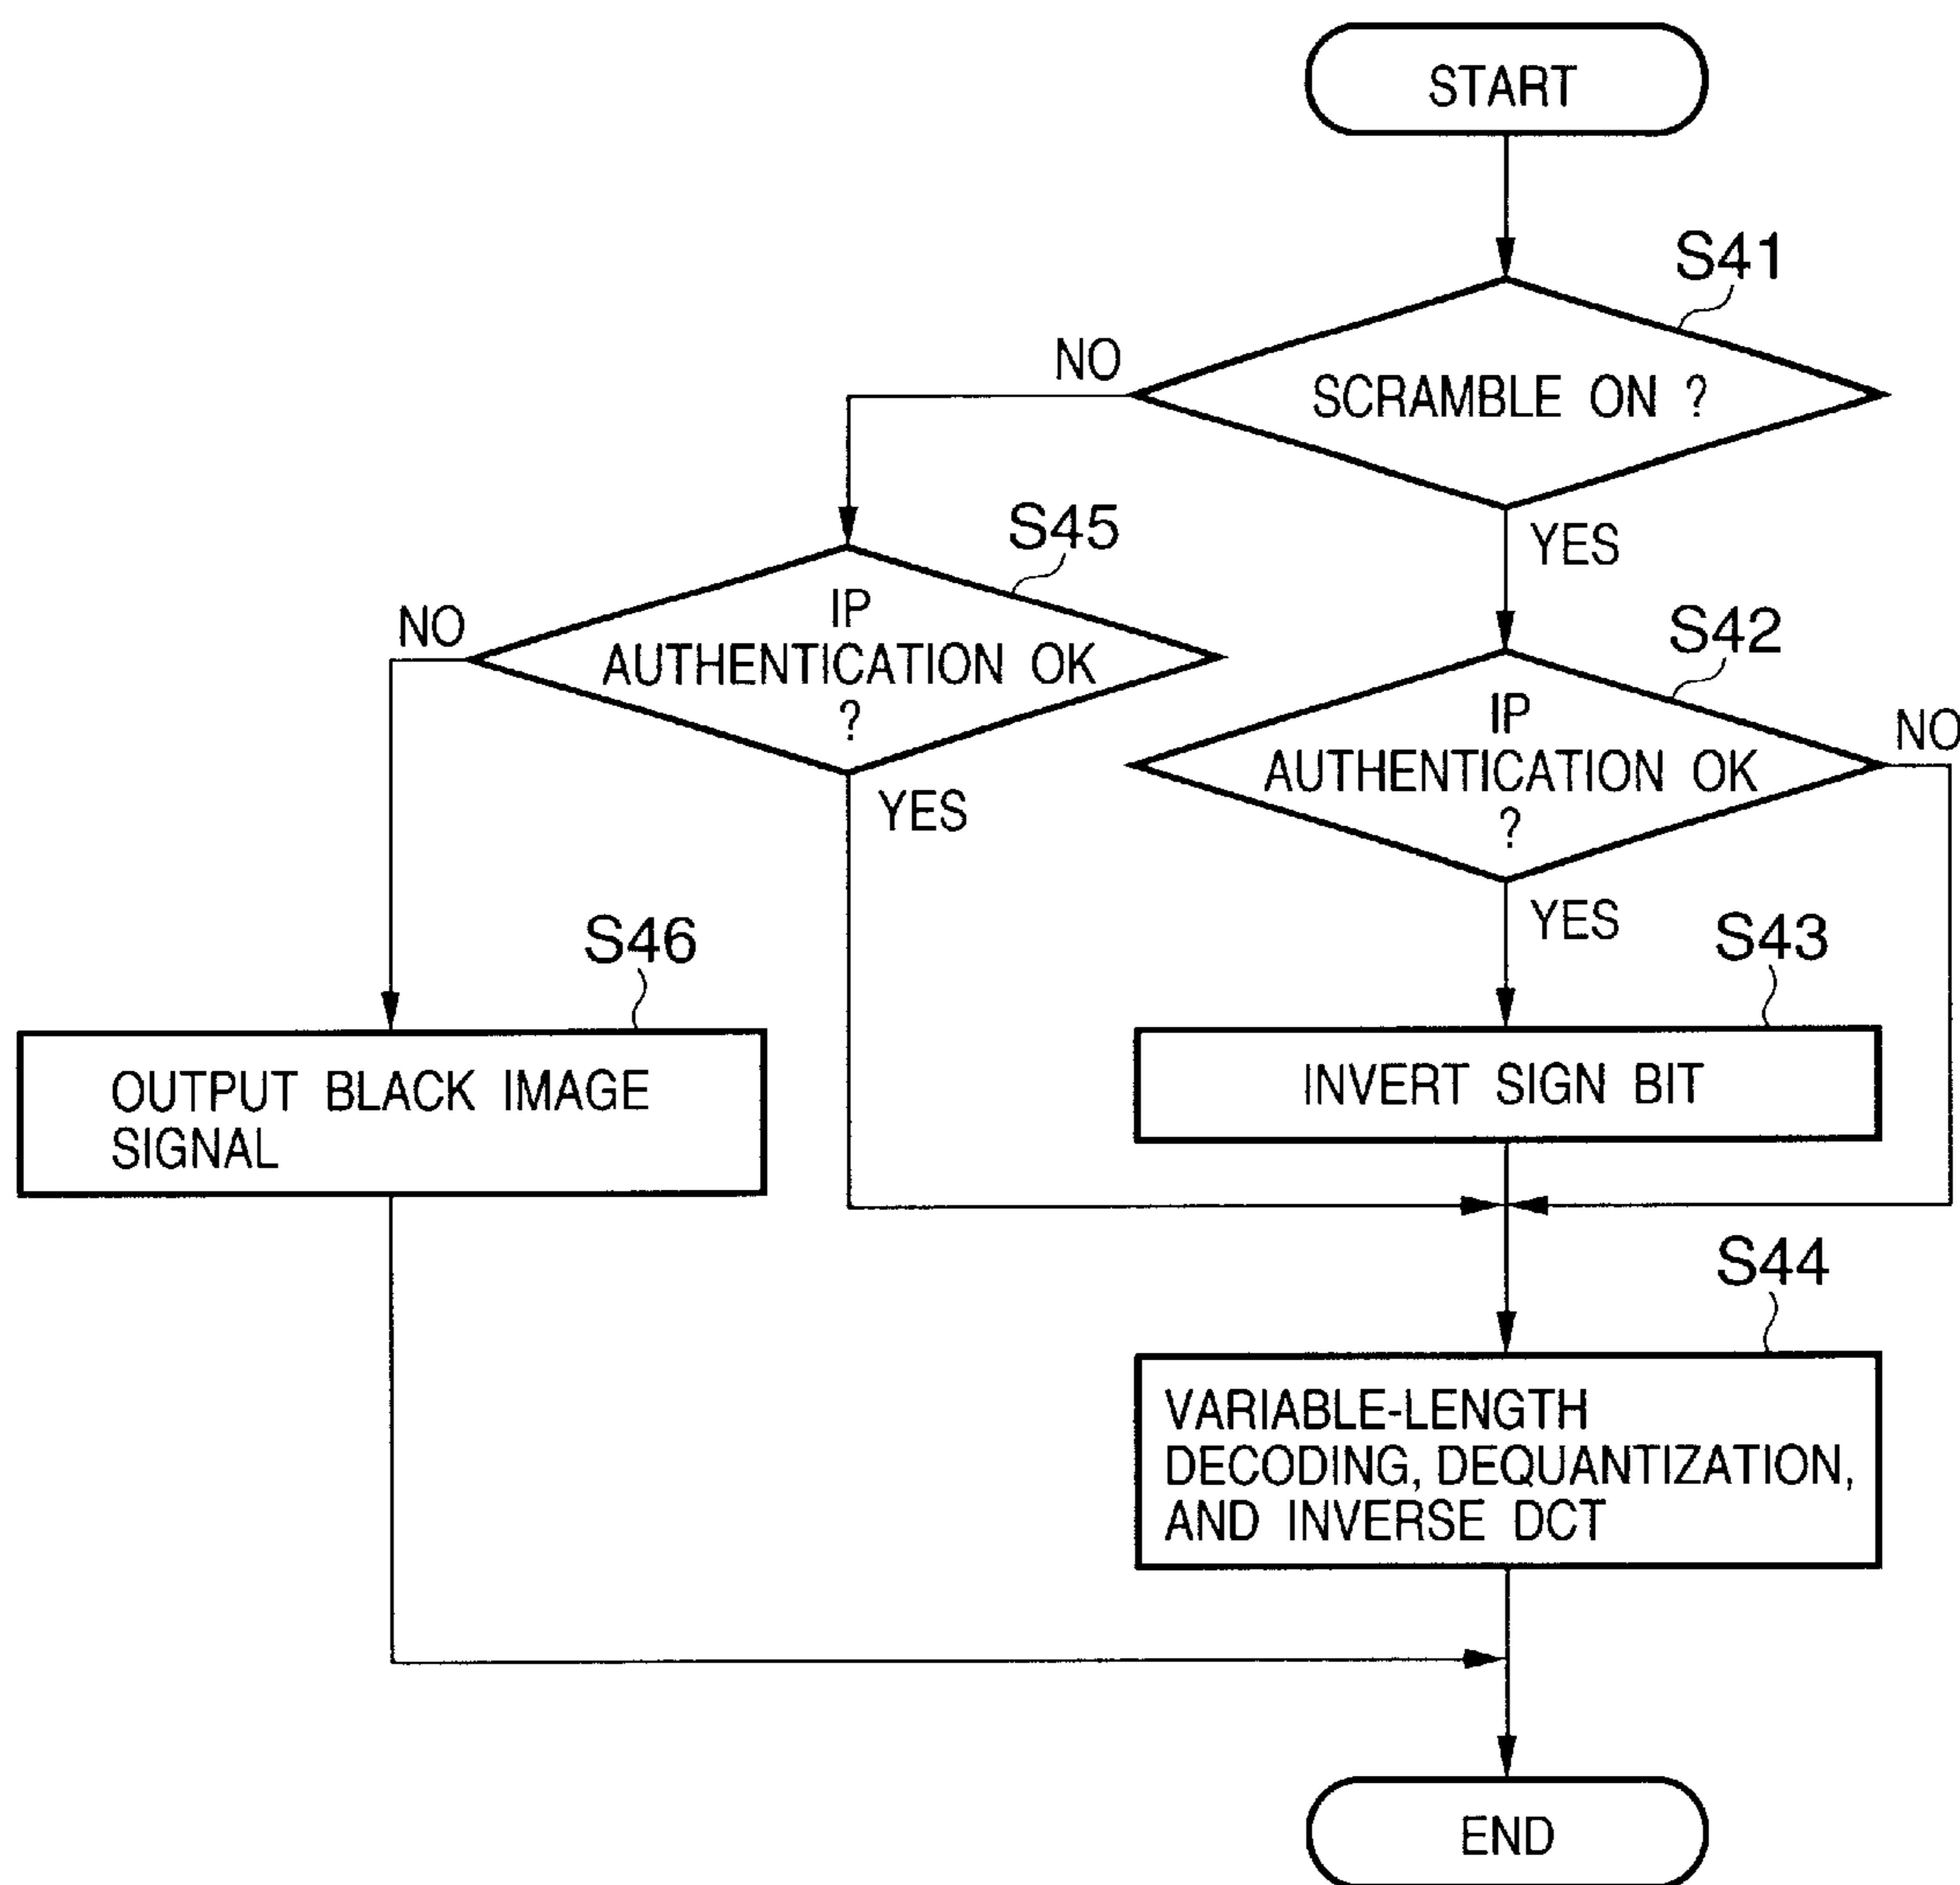 START
S41
NO
SCRAMBLE ON ?
YES
S45
IP
AUTHENTICATION OK
?
NO
YES
S42
IP
AUTHENTICATION OK
?
NO
YES
S46
OUTPUT BLACK IMAGE
SIGNAL
S43
INVERT SIGN BIT
S44
VARIABLE-LENGTH
DECODING, DEQUANTIZATION,
AND INVERSE DCT
END